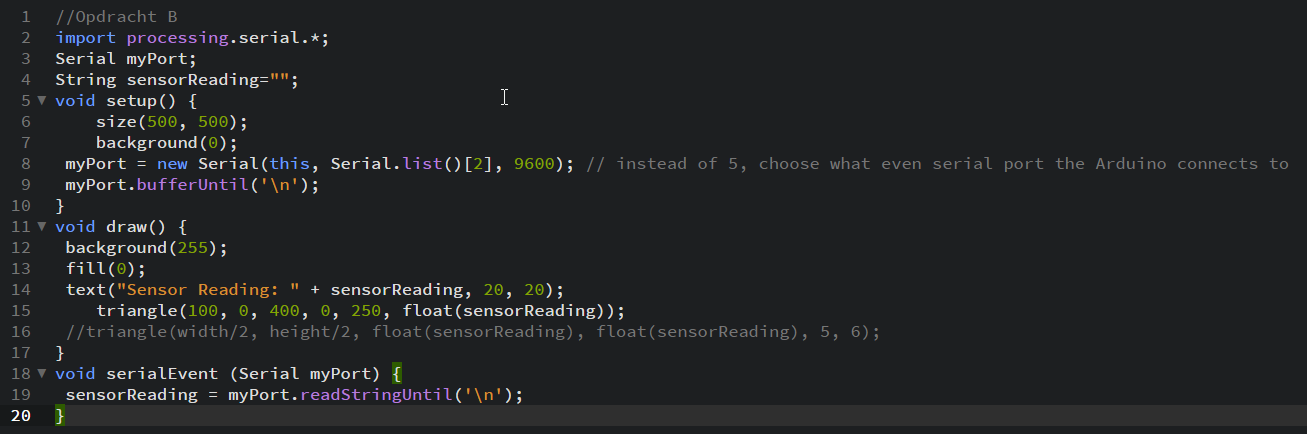 1 //Opdracht B
2 import processing.serial.*;
3 Serial myPort;
4 String sensorReading="";
5 void setup() {
6     size(500, 500);
7     background(0);
8  myPort = new Serial(this, Serial.list()[2], 9600); // instead of 5, choose what even serial port the Arduino connects to
9  myPort.bufferUntil('\n');
10 }
11 void draw() {
12  background(255);
13  fill(0);
14  text("Sensor Reading: " + sensorReading, 20, 20);
15     triangle(100, 0, 400, 0, 250, float(sensorReading));
16  //triangle(width/2, height/2, float(sensorReading), float(sensorReading), 5, 6);
17 }
18 void serialEvent (Serial myPort) {
19  sensorReading = myPort.readStringUntil('\n');
20 }